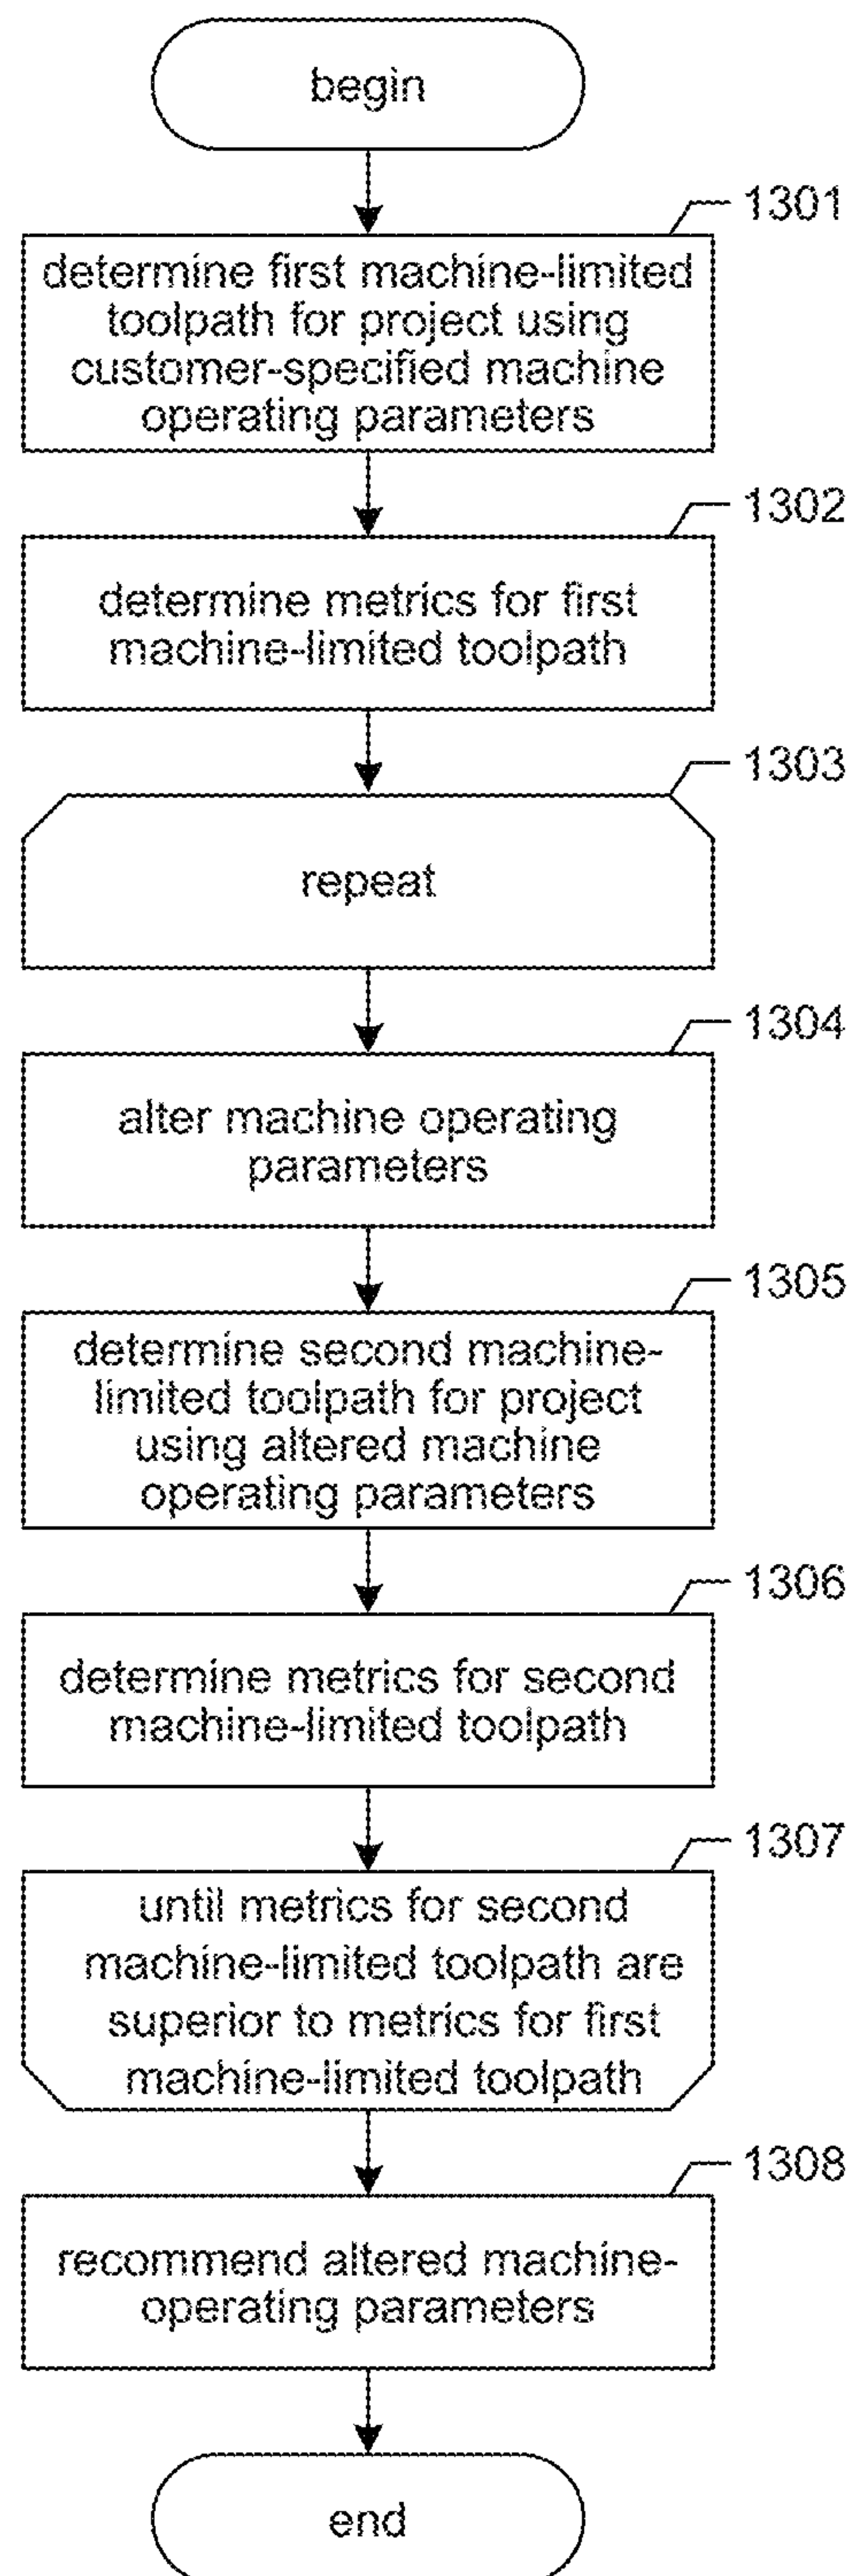 begin
1301
determine first machine-limited
toolpath for project using
customer-specified machine
operating parameters
1302
determine metrics for first
machine-limited toolpath
1303
repeat
1304
alter machine operating
parameters
1305
determine second machine-
limited toolpath for project
using altered machine
operating parameters
1306
determine metrics for second
machine-limited toolpath
1307
until metrics for second
machine-limited toolpath are
superior to metrics for first
machine-limited toolpath
1308
recommend altered machine-
operating parameters
end